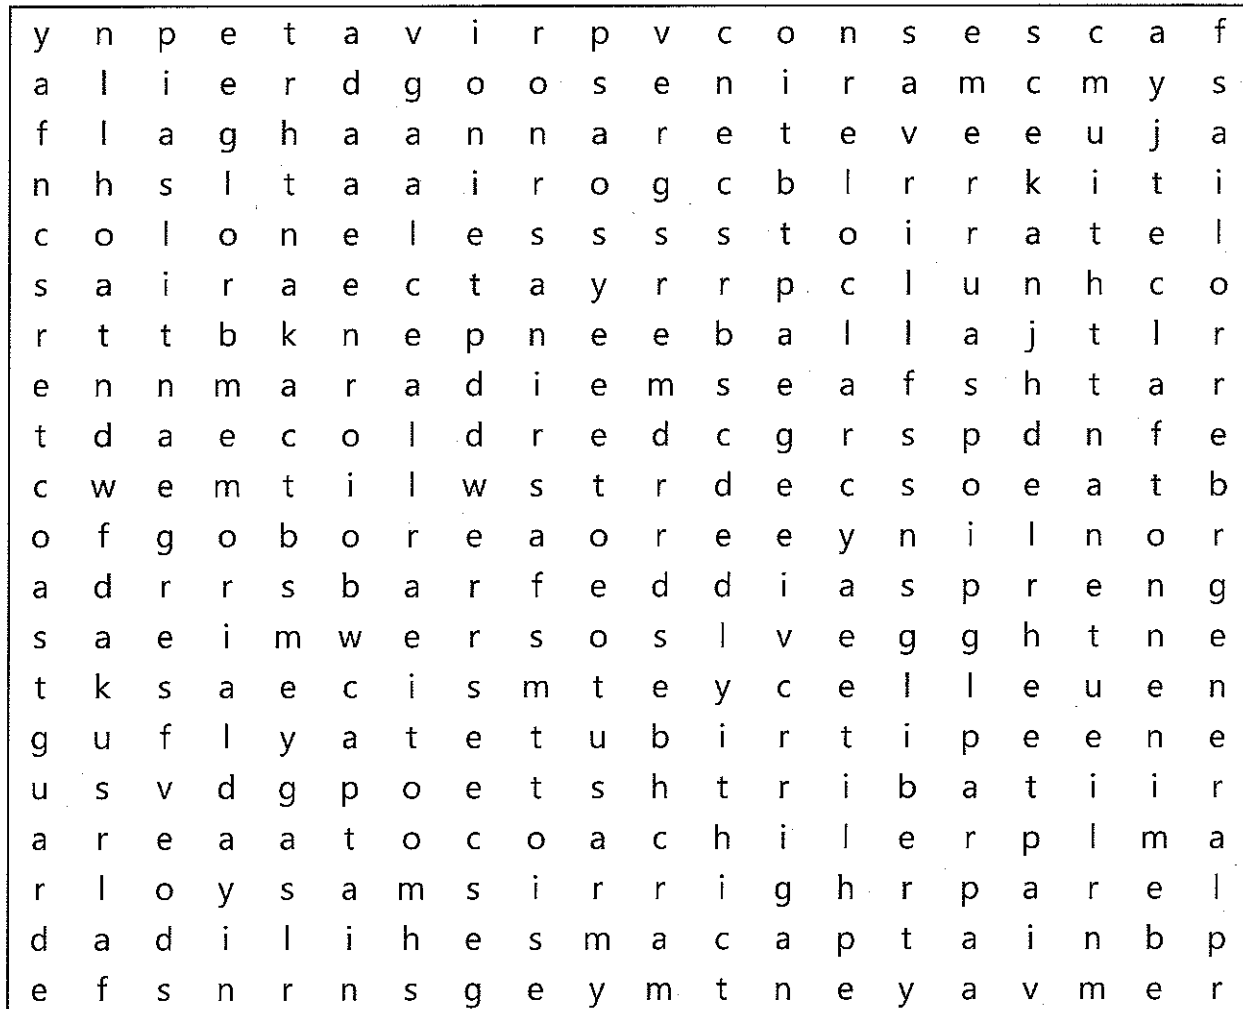 y n p e t a v i r p v c o n s e s c a f
a l i e r d g o o s e n i r a m c m y s
f l a g h a a n n a r e t e v e e u j a
n h s l t a a i r o g c b l r r k i t i
c o l o n e l e s s s s t o i r a t e l
s a i r a e c t a y r r p c l u n h c o
r t t b k n e p n e e b a l l a j t l r
e n n m a r a d i e m s e a f s h t a r
t d a e c o l d r e d c g r s p d n f e
c w e m t i l w s t r d e c s o e a t b
o f g o b o r e a o r e e y n i l n o r
a d r r s b a r f e d d i a s p r e n g
s a e i m w e r s o s l v e g g h t n e
t k s a e c i s m t e y c e l l e u e n
g u f l y a t e t u b i r t i p e e n e
u s v d g p o e t s h t r i b a t i i r
a r e a a t o c o a c h i l e r p l m a
r l o y s a m s i r r i g h r p a r e l
d a d i l i h e s m a c a p t a i n b p
e f s n r n s g e y m t n e y a v m e r